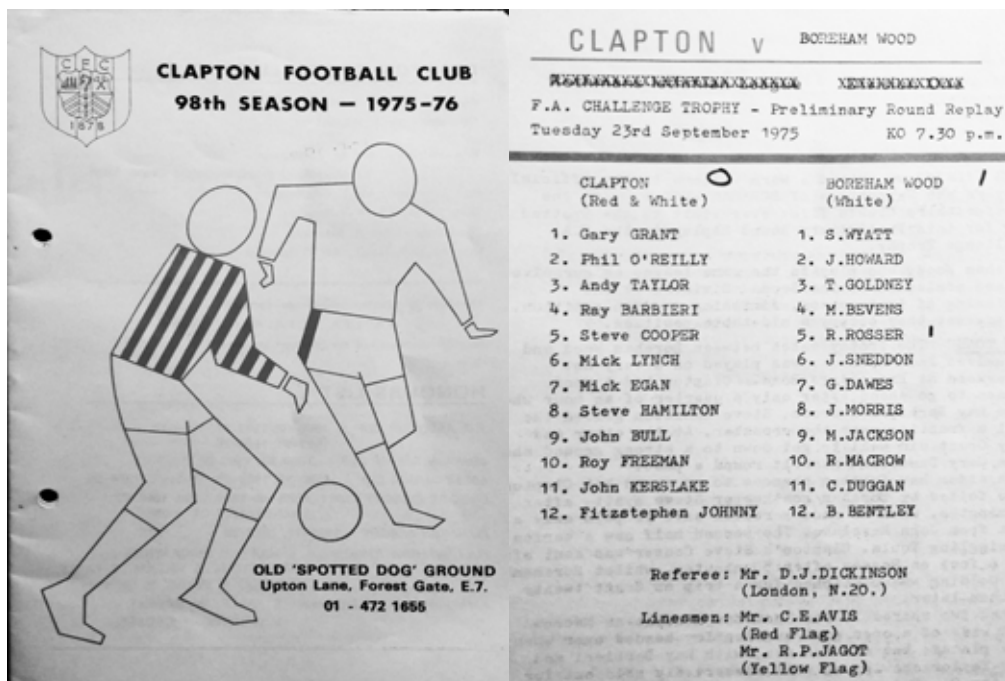 C F C
1878
CLAPTON FOOTBALL CLUB
98th SEASON — 1975-76
OLD 'SPOTTED DOG' GROUND
Upton Lane, Forest Gate, E.7.
01 - 472 1655
CLAPTON v BOREHAM WOOD
F.A. CHALLENGE TROPHY - Preliminary Round Replay
Tuesday 23rd September 1975 KO 7.30 p.m.
CLAPTON O BOREHAM WOOD 1
(Red & White) (White)
1. Gary GRANT 1. S.WYATT
2. Phil O'REILLY 2. J.HOWARD
3. Andy TAYLOR 3. T.GOLDNEY
4. Ray BARBIERI 4. M.BEVENS
5. Steve COOPER 5. R.ROSSER 1
6. Mick LYNCH 6. J.SNEDDON
7. Mick EGAN 7. G.DAWES
8. Steve HAMILTON 8. J.MORRIS
9. John BULL 9. M.JACKSON
10. Roy FREEMAN 10. R.MACROW
11. John KERSLAKE 11. C.DUGGAN
12. Fitzstephen JOHNNY 12. B.BENTLEY
Referee: Mr. D.J.DICKINSON
(London, N.20.)
Linesmen: Mr. C.E.AVIS
(Red Flag)
Mr. R.P.JAGOT
(Yellow Flag)